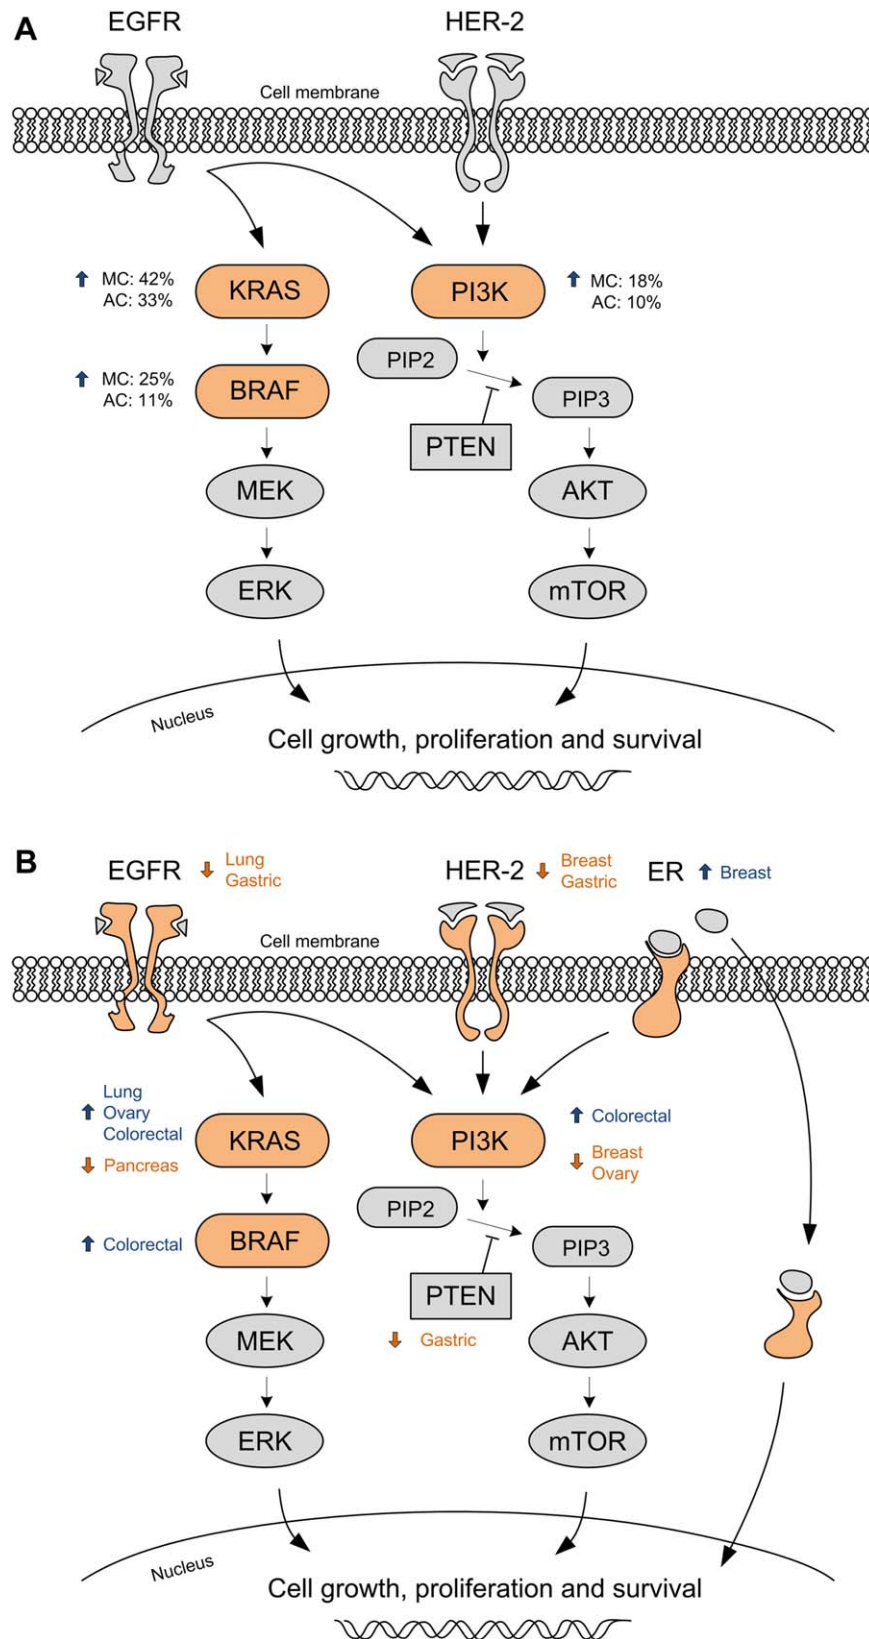 A
EGFR
HER-2
Cell membrane
MC: 42%
AC: 33%
KRAS
PI3K
MC: 18%
AC: 10%
MC: 25%
AC: 11%
BRAF
PIP2
PIP3
PTEN
MEK
AKT
ERK
mTOR
Nucleus
Cell growth, proliferation and survival
B
EGFR
Lung
Gastric
HER-2
Breast
Gastric
ER
Breast
Cell membrane
Lung
Ovary
Colorectal
Pancreas
KRAS
PI3K
Colorectal
Breast
Ovary
Colorectal
BRAF
PIP2
PIP3
PTEN
Gastric
MEK
AKT
ERK
mTOR
Nucleus
Cell growth, proliferation and survival